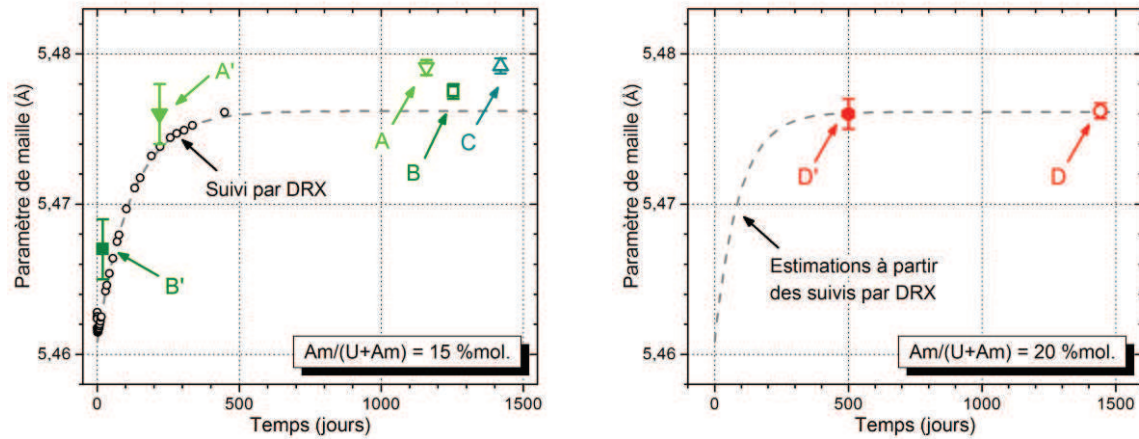 5,48
5,47
5,46
Paramètre de maille (Å)
A'
A
B
C
Suivi par DRX
B'
Am/(U+Am) = 15 %mol.
0
500
1000
1500
Temps (jours)
5,48
5,47
5,46
Paramètre de maille (Å)
D'
D
Estimations à partir
des suivis par DRX
Am/(U+Am) = 20 %mol.
0
500
1000
1500
Temps (jours)